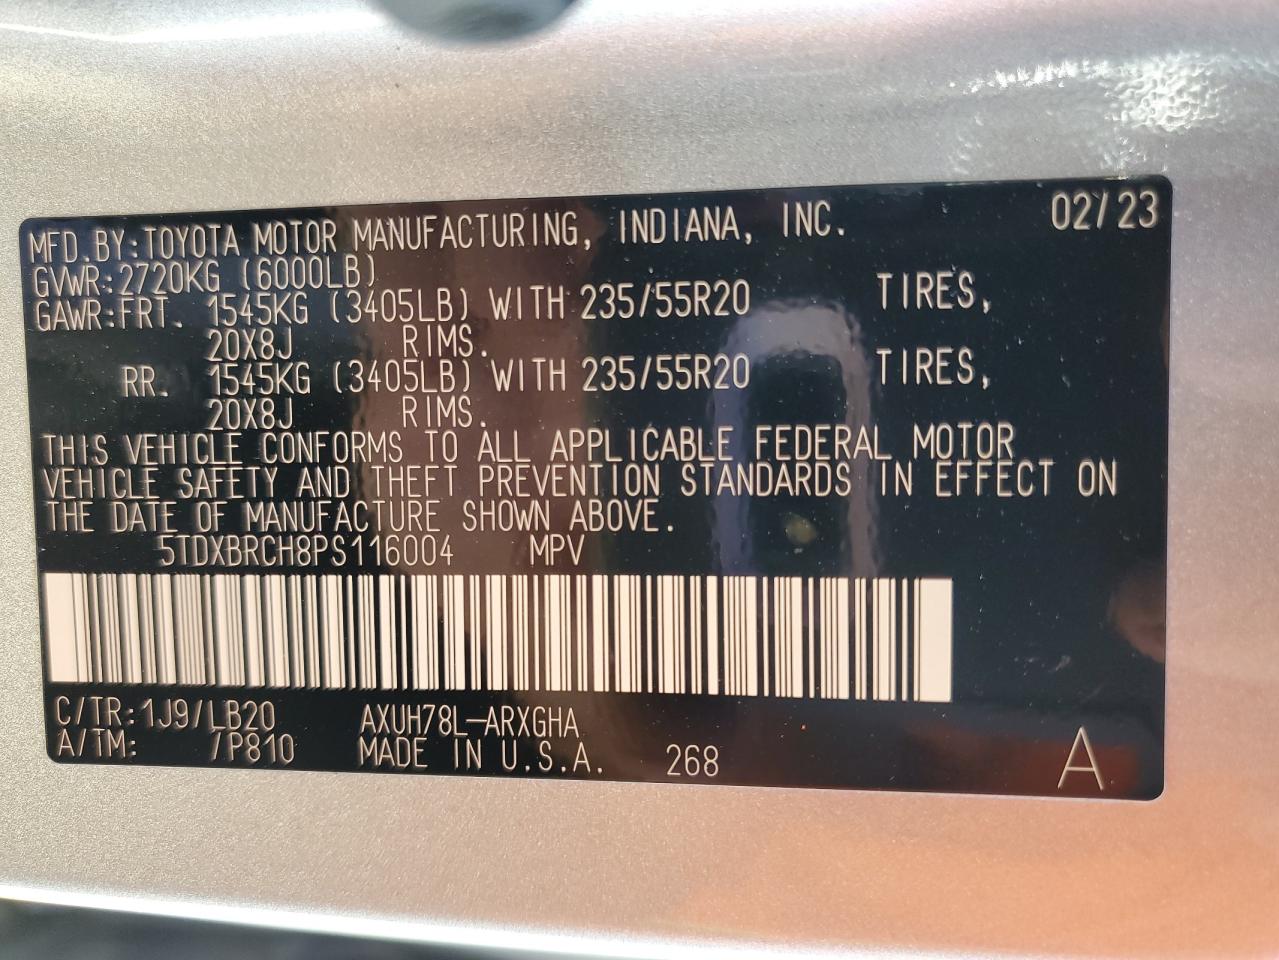 02/23
MFD.BY:TOYOTA MOTOR MANUFACTURING, INDIANA, INC.
GVWR:2720KG (6000LB)
GAWR:FRT. 1545KG (3405LB) WITH 235/55R20 TIRES,
20X8J RIMS.
RR. 1545KG (3405LB) WITH 235/55R20 TIRES,
20X8J RIMS.
THIS VEHICLE CONFORMS TO ALL APPLICABLE FEDERAL MOTOR
VEHICLE SAFETY AND THEFT PREVENTION STANDARDS IN EFFECT ON
THE DATE OF MANUFACTURE SHOWN ABOVE.
5TDXBRCH8PS116004 MPV
C/TR:1J9/LB20 AXUH78L-ARXGHA
A/TM: /P810 MADE IN U.S.A. 268 A